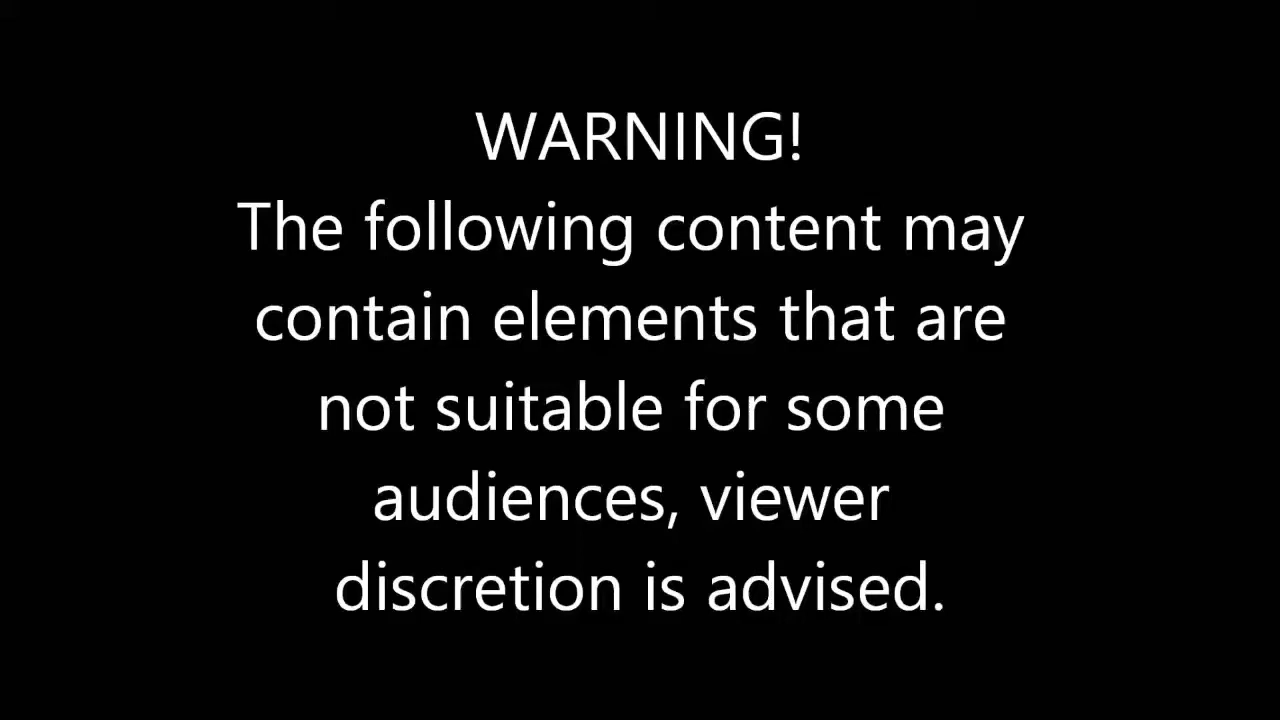 WARNING!
The following content may
contain elements that are
not suitable for some
audiences, viewer
discretion is advised.